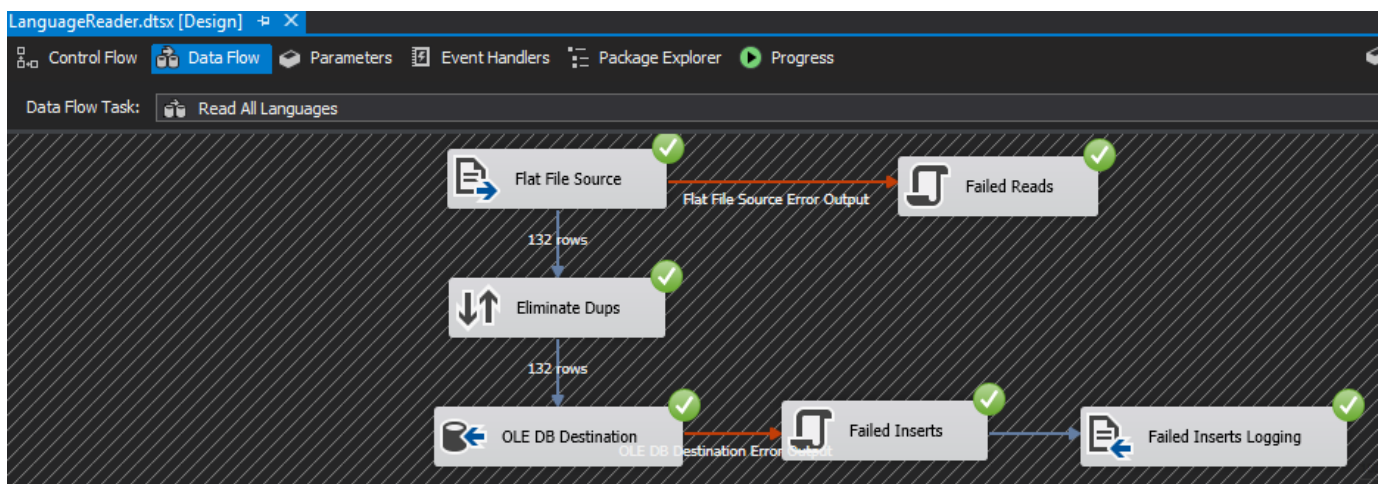 LanguageReader.dtsx [Design]
Control Flow Data Flow Parameters Event Handlers Package Explorer Progress
Data Flow Task: Read All Languages
Flat File Source
Flat File Source Error Output
Failed Reads
132 rows
Eliminate Dups
132 rows
OLE DB Destination
OLE DB Destination Error Output
Failed Inserts
Failed Inserts Logging